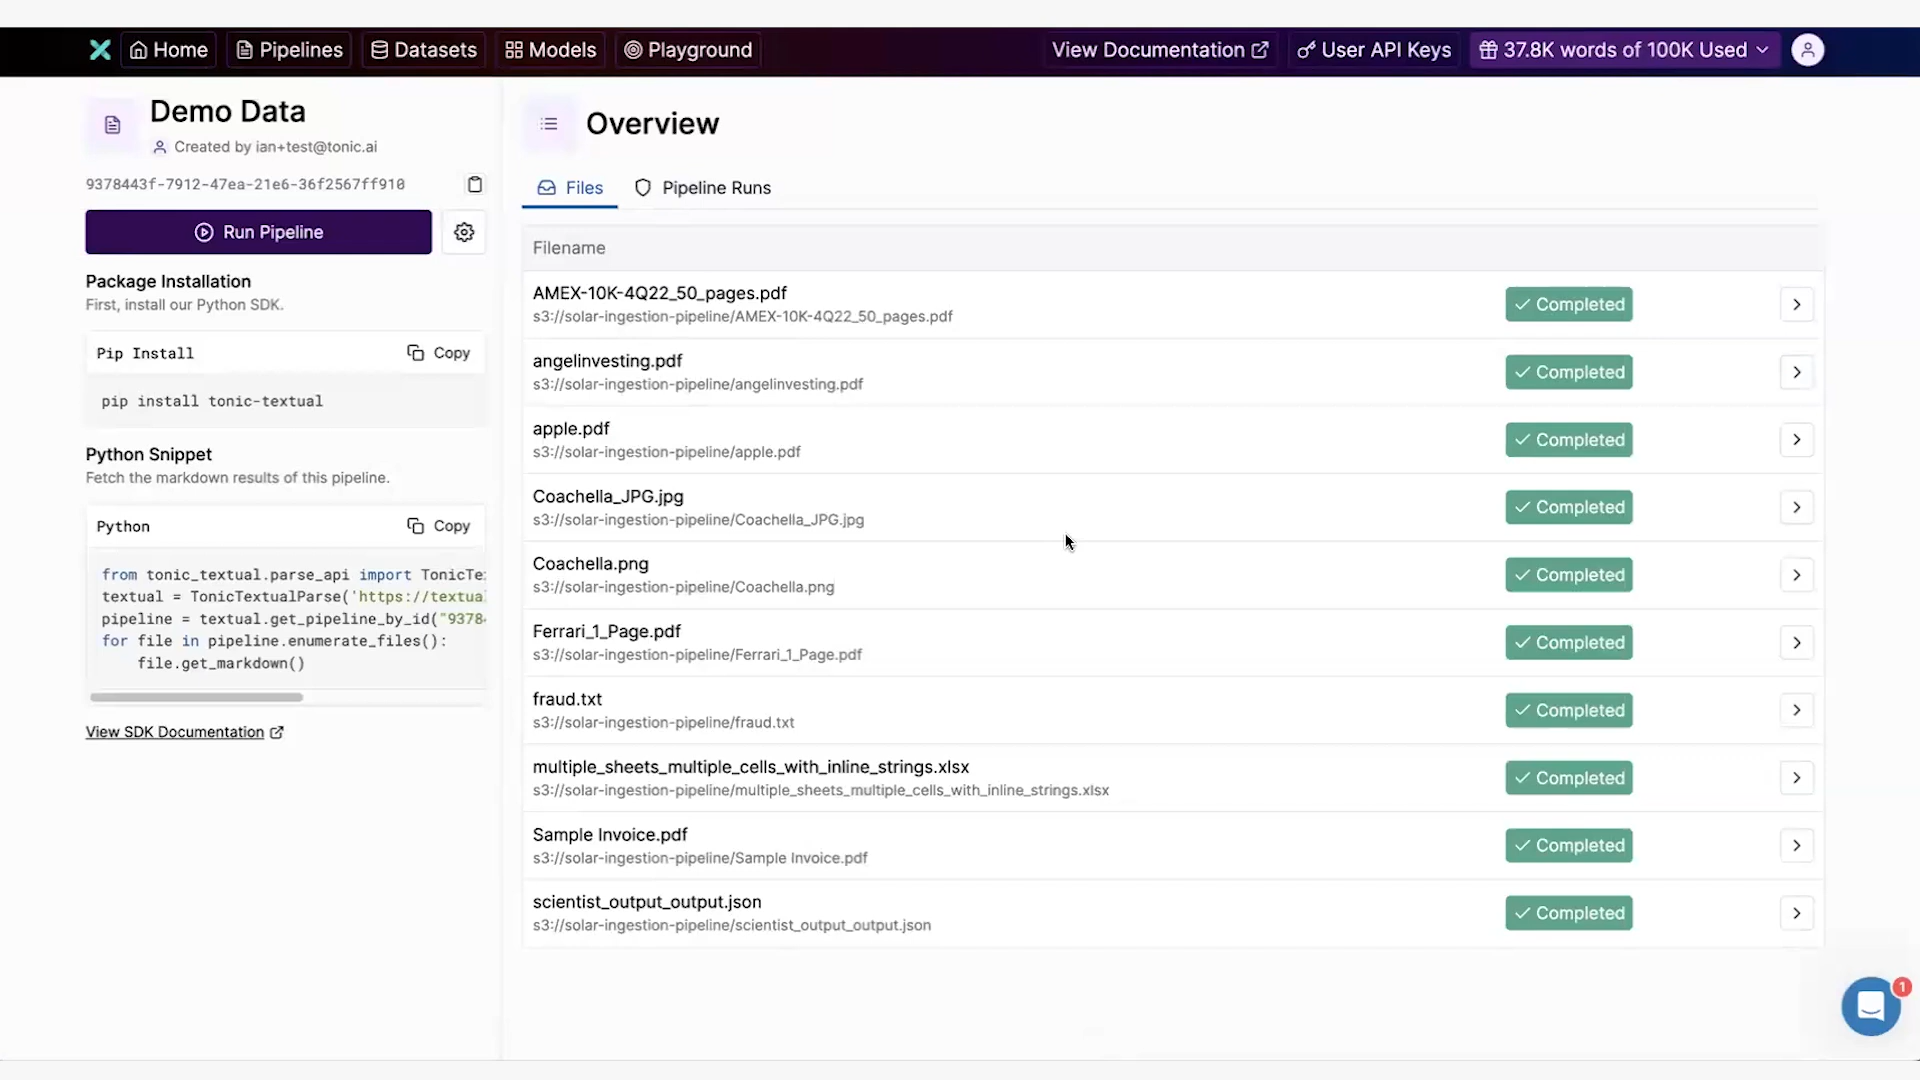 Home
Pipelines
Datasets
Models
Playground
View Documentation
User API Keys
37.8K words of 100K Used
Demo Data
Created by ian+test@tonic.ai
9378443f-7912-47ea-21e6-36f2567ff910
Run Pipeline
Package Installation
First, install our Python SDK.
Pip Install
Copy
pip install tonic-textual
Python Snippet
Fetch the markdown results of this pipeline.
Python
Copy
from tonic_textual.parse_api import TonicTe
textual = TonicTextualParse('https://textua
pipeline = textual.get_pipeline_by_id("9378
for file in pipeline.enumerate_files():
file.get_markdown()
View SDK Documentation
Overview
Files
Pipeline Runs
Filename
AMEX-10K-4Q22_50_pages.pdf
s3://solar-ingestion-pipeline/AMEX-10K-4Q22_50_pages.pdf
Completed
angelinvesting.pdf
s3://solar-ingestion-pipeline/angelinvesting.pdf
Completed
apple.pdf
s3://solar-ingestion-pipeline/apple.pdf
Completed
Coachella_JPG.jpg
s3://solar-ingestion-pipeline/Coachella_JPG.jpg
Completed
Coachella.png
s3://solar-ingestion-pipeline/Coachella.png
Completed
Ferrari_1_Page.pdf
s3://solar-ingestion-pipeline/Ferrari_1_Page.pdf
Completed
fraud.txt
s3://solar-ingestion-pipeline/fraud.txt
Completed
multiple_sheets_multiple_cells_with_inline_strings.xlsx
s3://solar-ingestion-pipeline/multiple_sheets_multiple_cells_with_inline_strings.xlsx
Completed
Sample Invoice.pdf
s3://solar-ingestion-pipeline/Sample Invoice.pdf
Completed
scientist_output_output.json
s3://solar-ingestion-pipeline/scientist_output_output.json
Completed
1